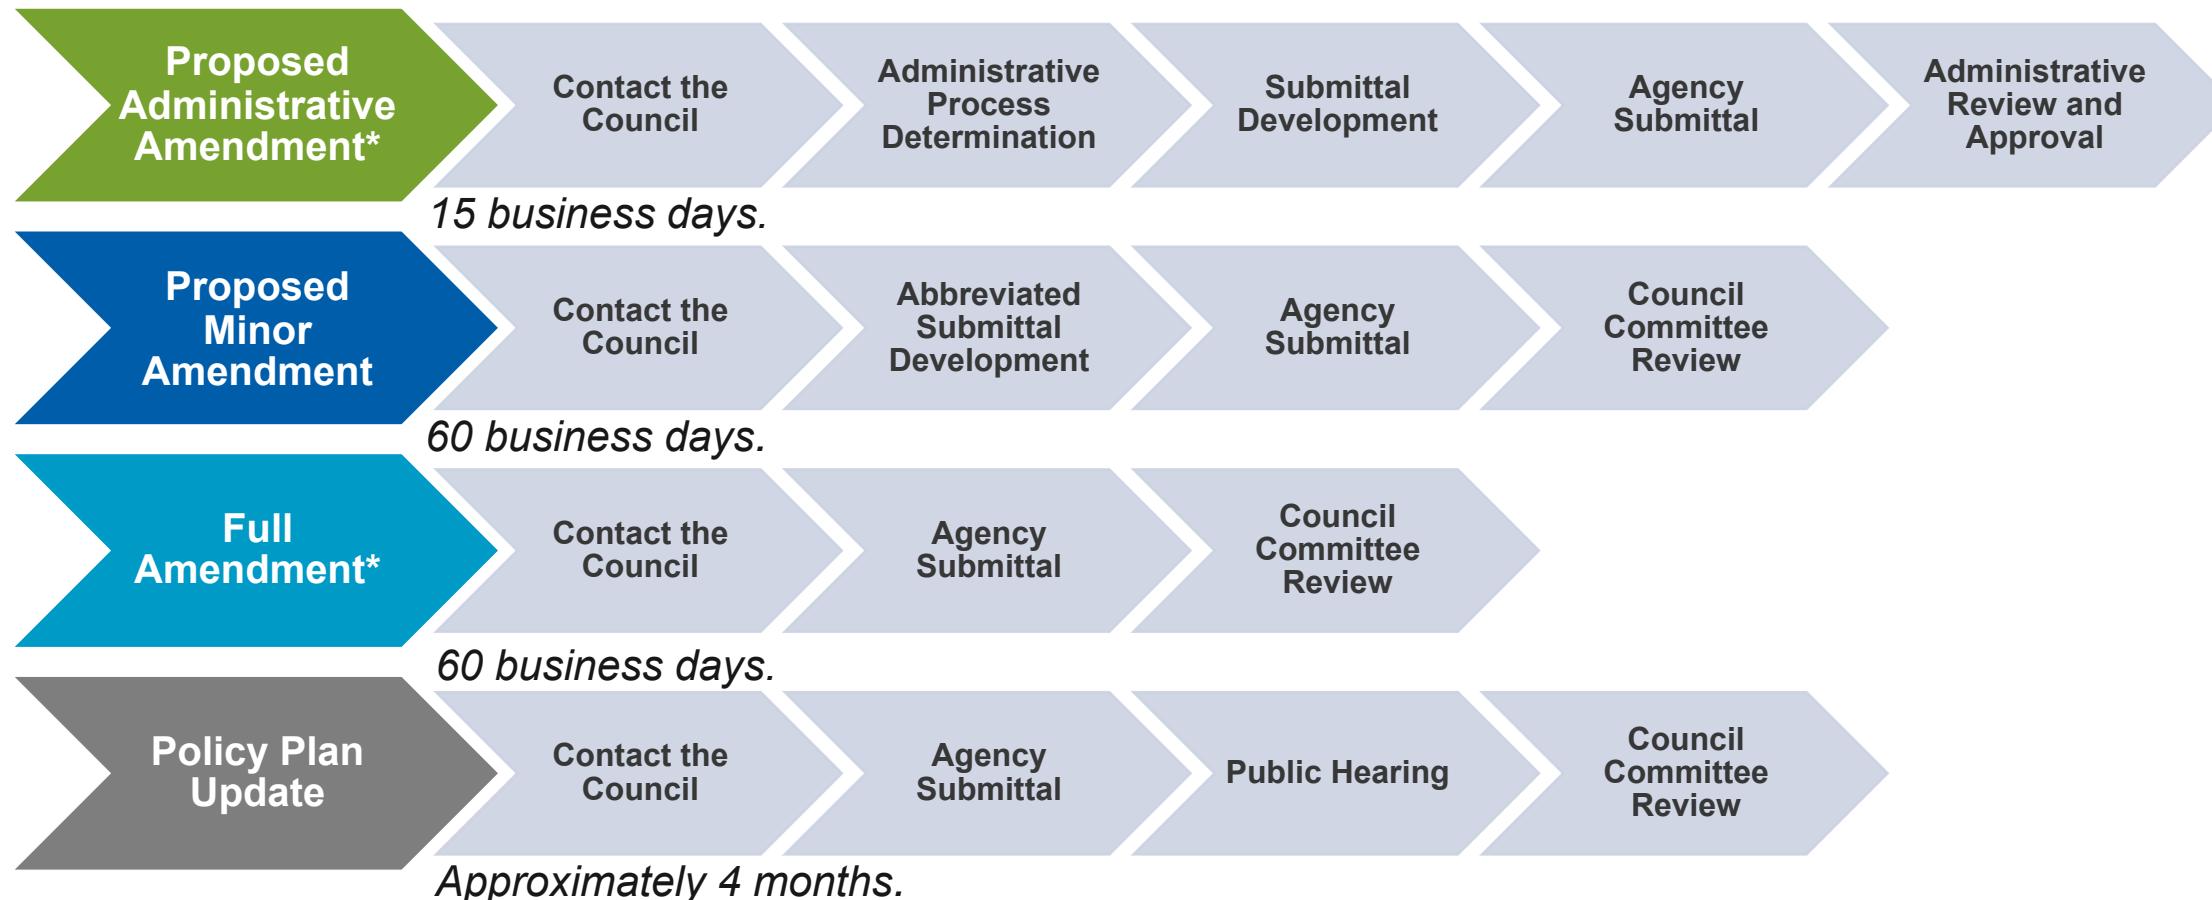 Proposed
Administrative
Amendment*
Contact the
Council
Administrative
Process
Determination
Submittal
Development
Agency
Submittal
Administrative
Review and
Approval
15 business days.
Proposed
Minor
Amendment
Contact the
Council
Abbreviated
Submittal
Development
Agency
Submittal
Council
Committee
Review
60 business days.
Full
Amendment*
Contact the
Council
Agency
Submittal
Council
Committee
Review
60 business days.
Policy Plan
Update
Contact the
Council
Agency
Submittal
Public Hearing
Council
Committee
Review
Approximately 4 months.